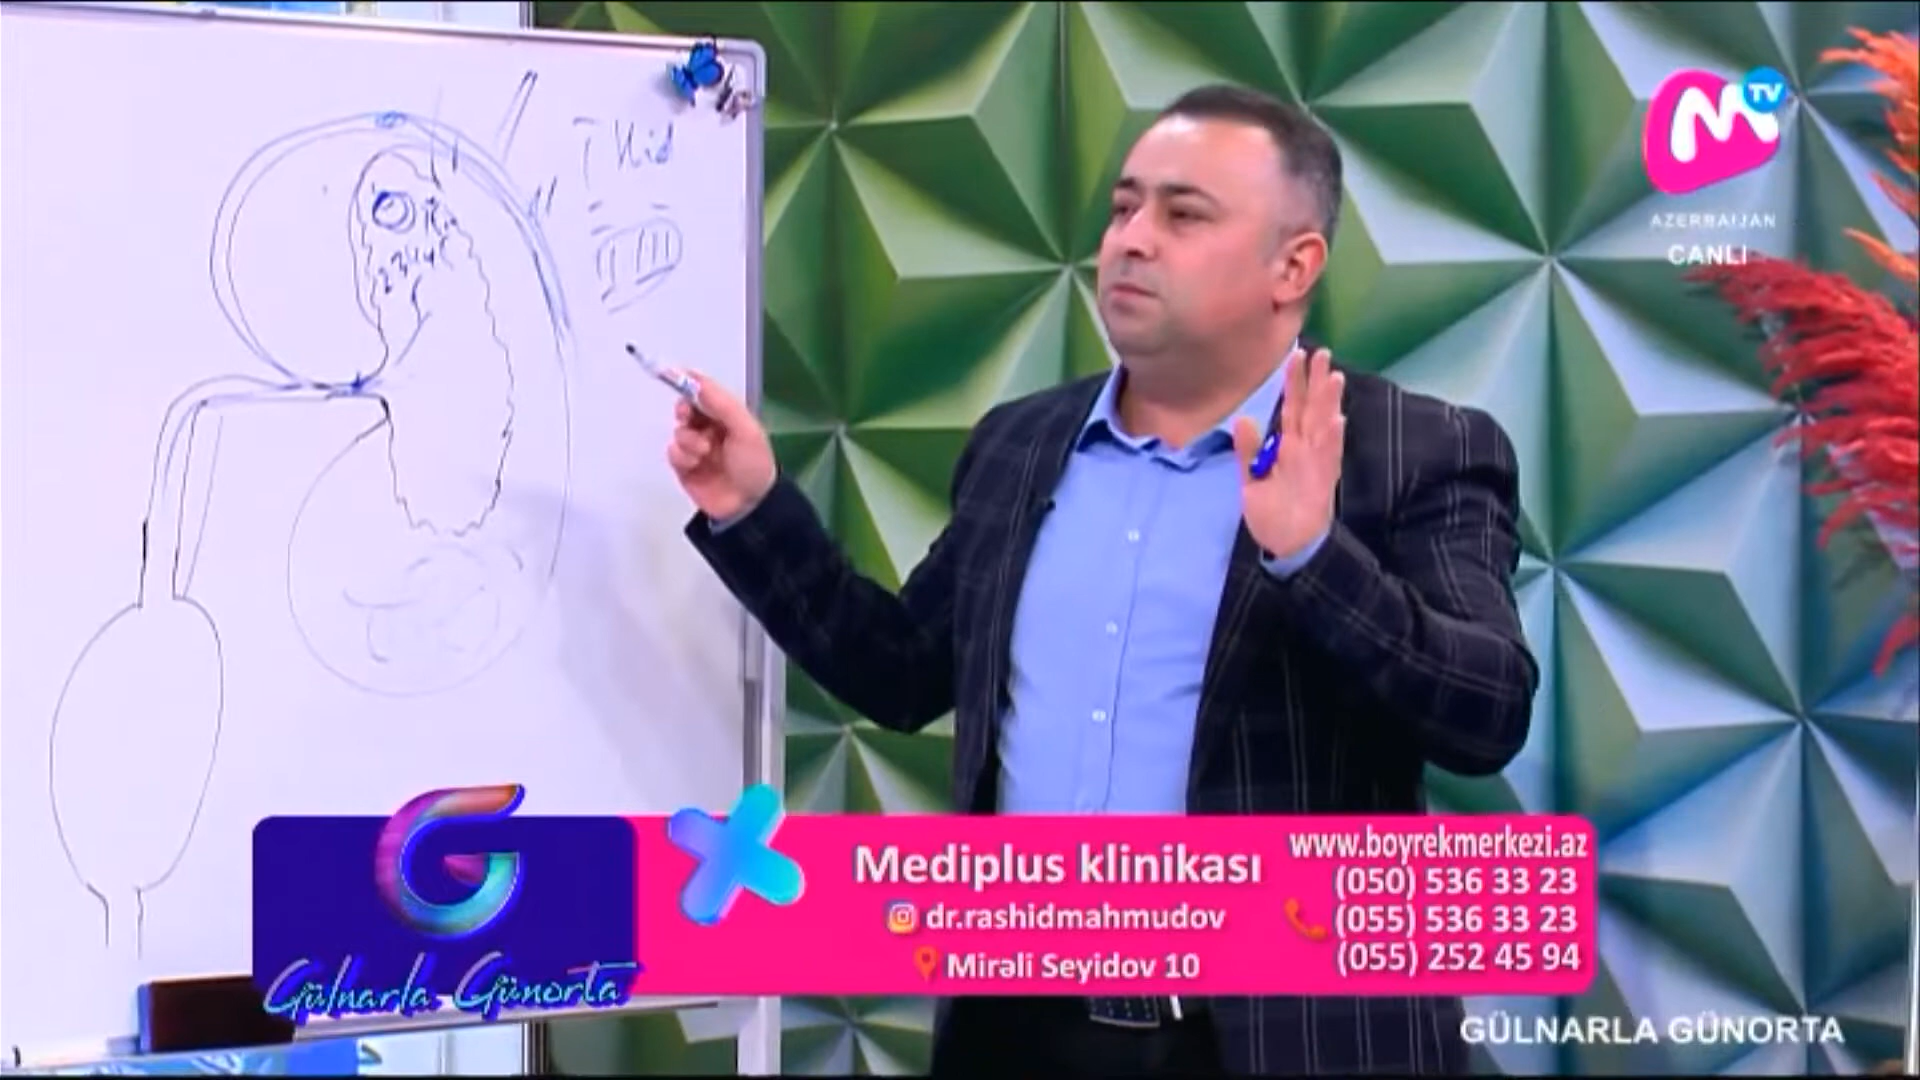 TV
AZERBAIJAN
CANLI
Mediplus klinikası
dr.rashidmahmudov
Mirəli Seyidov 10
www.boyrekmerkezi.az
(050) 536 33 23
(055) 536 33 23
(055) 252 45 94
Gülnarla Günorta
GÜLNARLA GÜNORTA